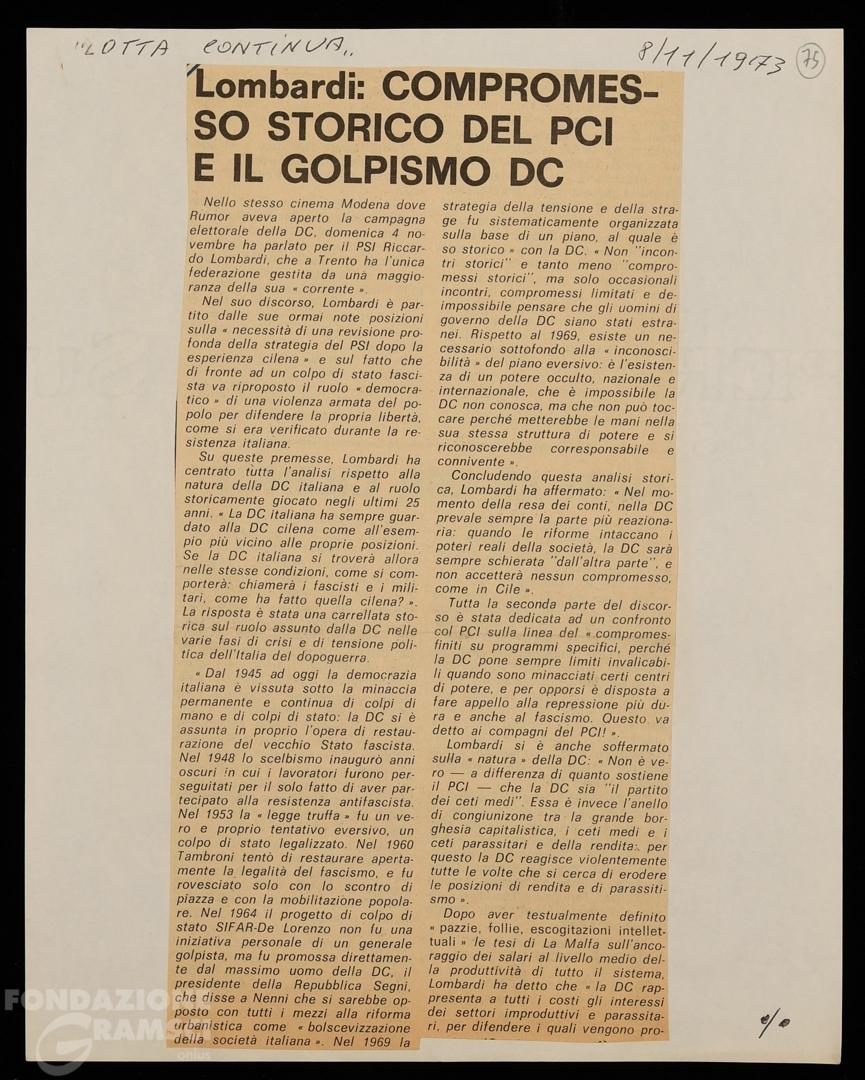 "LOTTA CONTINUA"
8/11/1973
75
Lombardi: COMPROMES-
SO STORICO DEL PCI
E IL GOLPISMO DC
Nello stesso cinema Modena dove
Rumor aveva aperto la campagna
elettorale della DC, domenica 4 no-
vembre ha parlato per il PSI Riccar-
do Lombardi, che a Trento ha l'unica
federazione gestita da una maggio-
ranza della sua « corrente ».
Nel suo discorso, Lombardi è par-
tito dalle sue ormai note posizioni
sulla « necessità di una revisione pro-
fonda della strategia del PSI dopo la
esperienza cilena » e sul fatto che
di fronte ad un colpo di stato fasci-
sta va riproposto il ruolo « democra-
tico » di una violenza armata del po-
polo per difendere la propria libertà,
come si era verificato durante la re-
sistenza italiana.
Su queste premesse, Lombardi ha
centrato tutta l'analisi rispetto alla
natura della DC italiana e al ruolo
storicamente giocato negli ultimi 25
anni. « La DC italiana ha sempre guar-
dato alla DC cilena come all'esem-
pio più vicino alle proprie posizioni.
Se la DC italiana si troverà allora
nelle stesse condizioni, come si com-
porterà: chiamerà i fascisti e i mili-
tari, come ha fatto quella cilena? ».
La risposta è stata una carrellata sto-
rica sul ruolo assunto dalla DC nelle
varie fasi di crisi e di tensione poli-
tica dell'Italia del dopoguerra.
« Dal 1945 ad oggi la democrazia
italiana è vissuta sotto la minaccia
permanente e continua di colpi di
mano e di colpi di stato: la DC si è
assunta in proprio l'opera di restau-
razione del vecchio Stato fascista.
Nel 1948 lo scelbismo inaugurò anni
oscuri in cui i lavoratori furono per-
seguitati per il solo fatto di aver par-
tecipato alla resistenza antifascista.
Nel 1953 la « legge truffa » fu un ve-
ro e proprio tentativo eversivo, un
colpo di stato legalizzato. Nel 1960
Tambroni tentò di restaurare aperta-
mente la legalità del fascismo, e fu
rovesciato solo con lo scontro di
piazza e con la mobilitazione popola-
re. Nel 1964 il progetto di colpo di
stato SIFAR-De Lorenzo non fu una
iniziativa personale di un generale
golpista, ma fu promossa direttamen-
te dal massimo uomo della DC, il
presidente della Repubblica Segni,
che disse a Nenni che si sarebbe op-
posto con tutti i mezzi alla riforma
urbanistica come « bolscevizzazione
della società italiana ». Nel 1969 la
strategia della tensione e della stra-
ge fu sistematicamente organizzata
sulla base di un piano, al quale è
so storico » con la DC. « Non "incon-
tri storici" e tanto meno "compro-
messi storici", ma solo occasionali
incontri, compromessi limitati e de-
impossibile pensare che gli uomini di
governo della DC siano stati estra-
nei. Rispetto al 1969, esiste un ne-
cessario sottofondo alla « inconosci-
bilità » del piano eversivo: è l'esisten-
za di un potere occulto, nazionale e
internazionale, che è impossibile la
DC non conosca, ma che non può toc-
care perché metterebbe le mani nella
sua stessa struttura di potere e si
riconoscerebbe corresponsabile e
connivente ».
Concludendo questa analisi stori-
ca, Lombardi ha affermato: « Nel mo-
mento della resa dei conti, nella DC
prevale sempre la parte più reaziona-
ria: quando le riforme intaccano i
poteri reali della società, la DC sarà
sempre schierata "dall'altra parte", e
non accetterà nessun compromesso,
come in Cile ».
Tutta la seconda parte del discor-
so è stata dedicata ad un confronto
col PCI sulla linea del « compromes-
finiti su programmi specifici, perché
la DC pone sempre limiti invalicabi-
li quando sono minacciati certi centri
di potere, e per opporsi è disposta a
fare appello alla repressione più du-
ra e anche al fascismo. Questo va
detto ai compagni del PCI! ».
Lombardi si è anche soffermato
sulla « natura » della DC: « Non è ve-
ro — a differenza di quanto sostiene
il PCI — che la DC sia "il partito
dei ceti medi". Essa è invece l'anello
di congiunizone tra la grande bor-
ghesia capitalistica, i ceti medi e i
ceti parassitari e della rendita: per
questo la DC reagisce violentemente
tutte le volte che si cerca di erodere
le posizioni di rendita e di parassiti-
smo ».
Dopo aver testualmente definito
« pazzie, follie, escogitazioni intellet-
tuali » le tesi di La Malfa sull'anco-
raggio dei salari al livello medio del-
la produttività di tutto il sistema,
Lombardi ha detto che « la DC rap-
presenta a tutti i costi gli interessi
dei settori improduttivi e parassita-
ri, per difendere i quali vengono pro-
FONDAZIONE
GRAMSCI
onlus